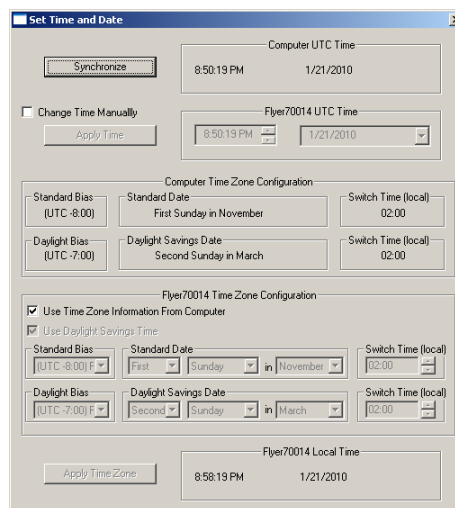 Set Time and Date
Computer UTC Time
Synchronize
8:50:19 PM 1/21/2010
Change Time Manually
Flyer70014 UTC Time
Apply Time
8:50:19 PM 1/21/2010
Computer Time Zone Configuration
Standard Bias Standard Date Switch Time (local)
(UTC -8:00) First Sunday in November 02:00
Daylight Bias Daylight Savings Date Switch Time (local)
(UTC -7:00) Second Sunday in March 02:00
Flyer70014 Time Zone Configuration
Use Time Zone Information From Computer
Use Daylight Savings Time
Standard Bias Standard Date Switch Time (local)
(UTC -8:00) P First Sunday in November 02:00
Daylight Bias Daylight Savings Date Switch Time (local)
(UTC -7:00) P Second Sunday in March 02:00
Flyer70014 Local Time
Apply Time Zone
8:58:19 PM 1/21/2010